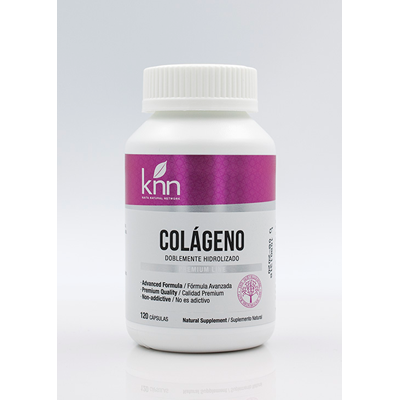 knn
COLÁGENO
DOBLEMENTE HIDROLIZADO
Advanced Formula / Fórmula Avanzada
Premium Quality / Calidad Premium
Non-addictive / No es adictivo
120 CÁPSULAS
Natural Supplement / Suplemento Natural